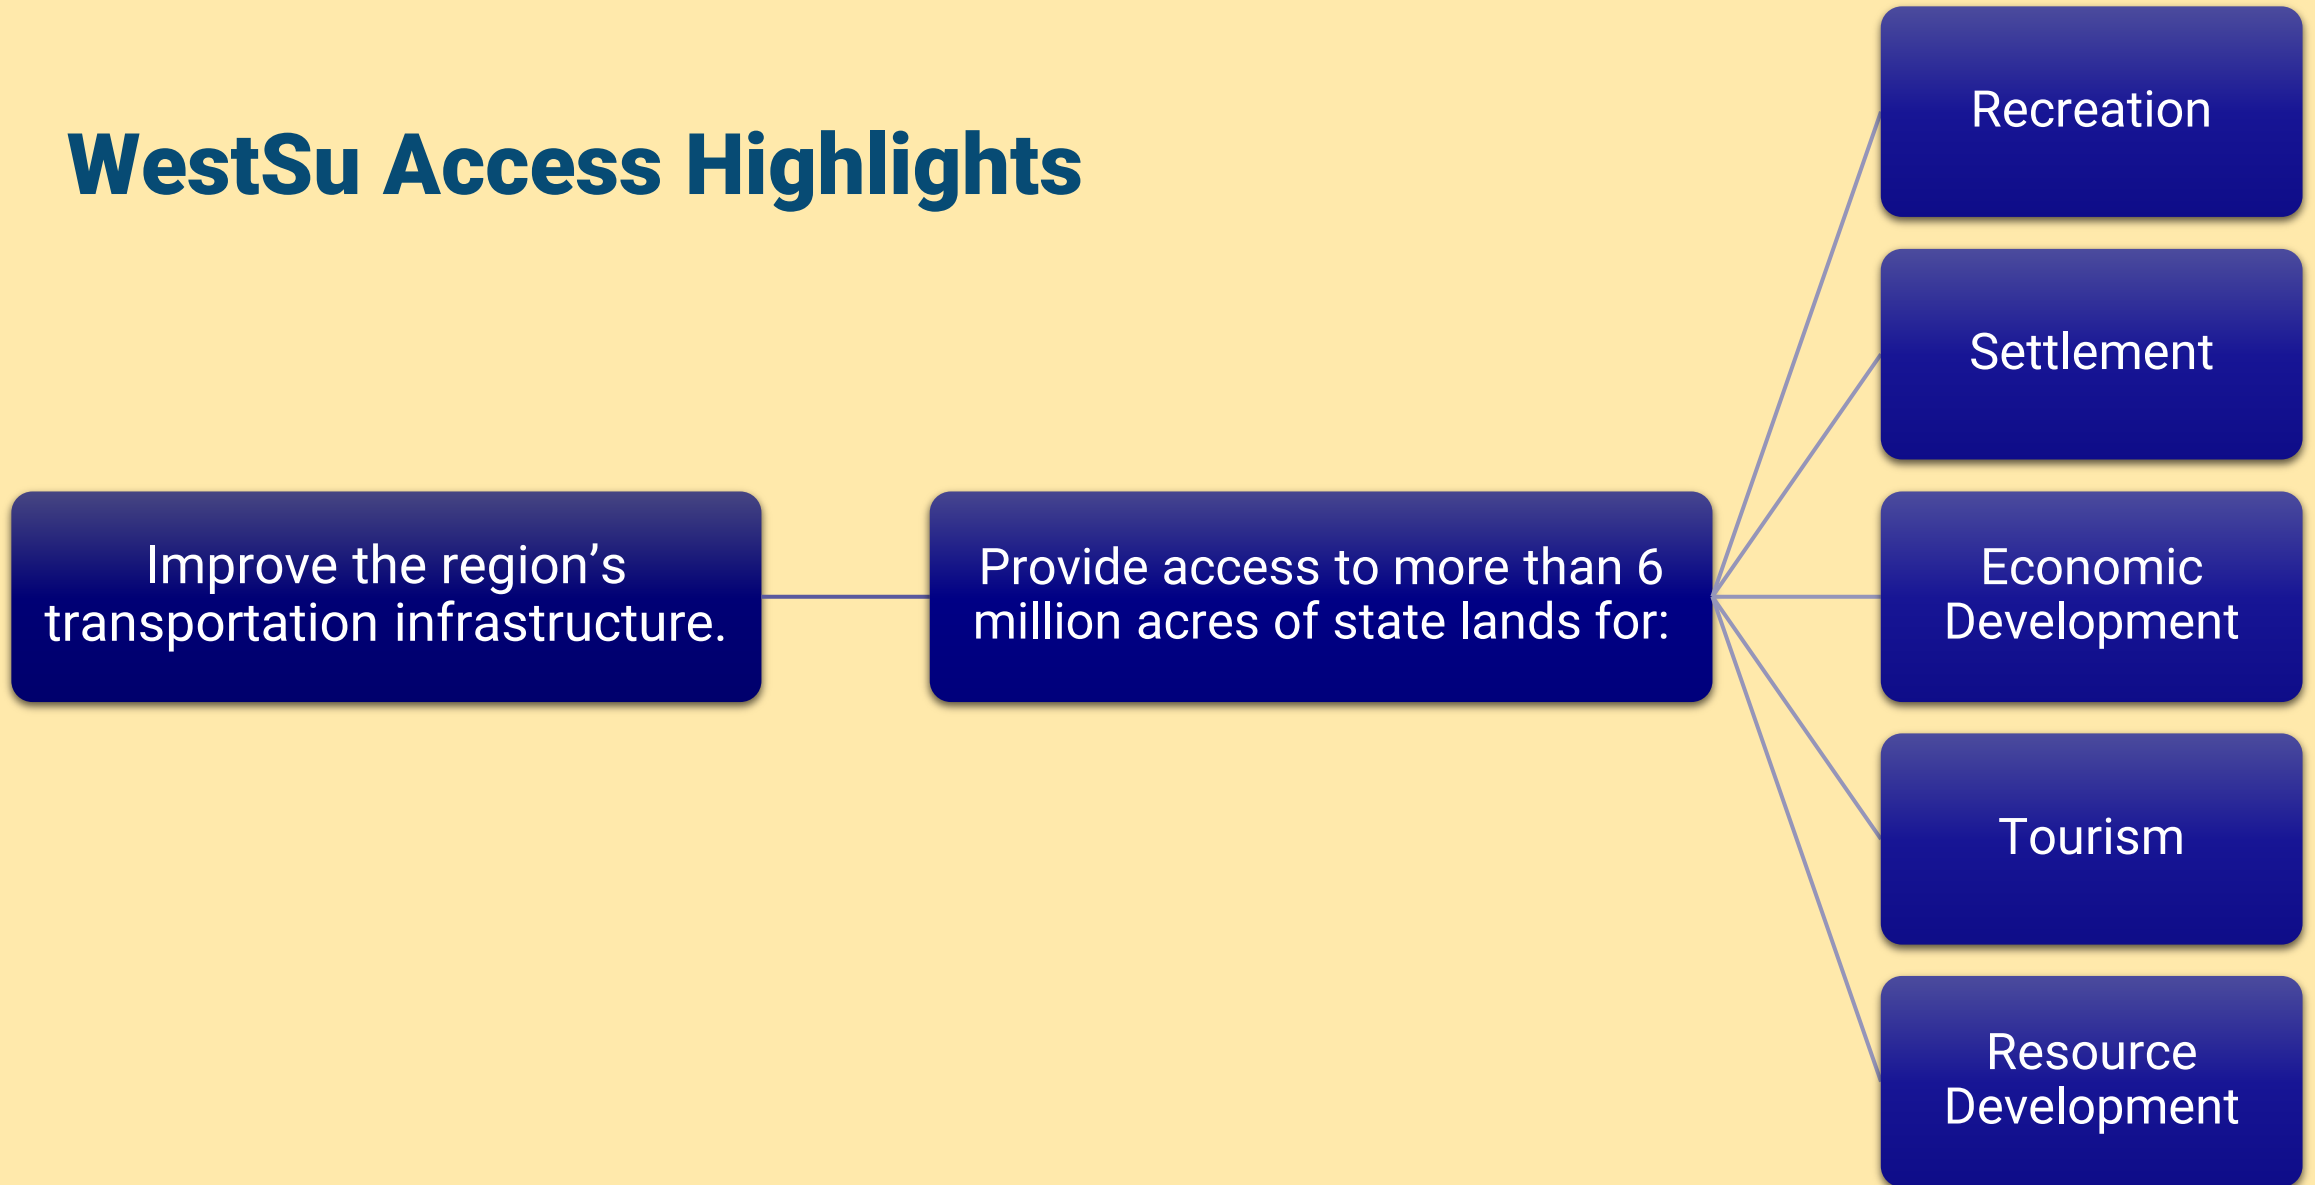 WestSu Access Highlights
Improve the region’s
transportation infrastructure.
Provide access to more than 6
million acres of state lands for:
Recreation
Settlement
Economic
Development
Tourism
Resource
Development